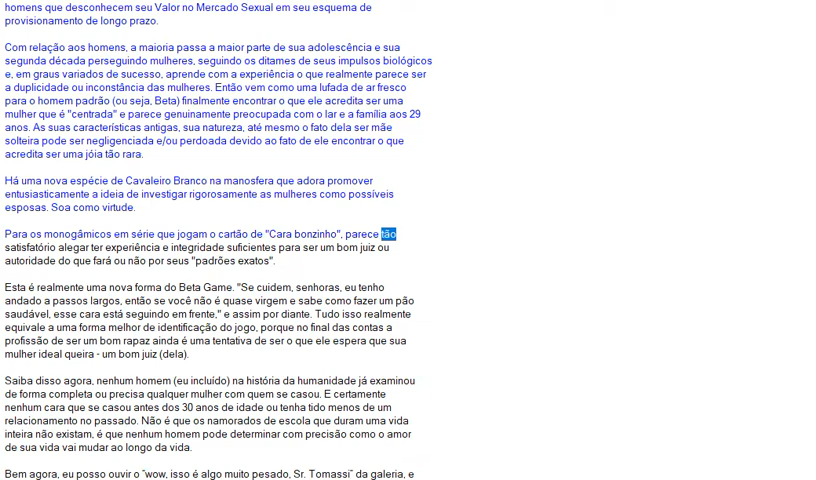 homens que desconhecem seu Valor no Mercado Sexual em seu esquema de
provisionamento de longo prazo.
Com relação aos homens, a maioria passa a maior parte de sua adolescência e sua
segunda década perseguindo mulheres, seguindo os ditames de seus impulsos biológicos
e, em graus variados de sucesso, aprende com a experiência o que realmente parece ser
a duplicidade ou inconstância das mulheres. Então vem como uma lufada de ar fresco
para o homem padrão (ou seja, Beta) finalmente encontrar o que ele acredita ser uma
mulher que é "centrada" e parece genuinamente preocupada com o lar e a família aos 29
anos. As suas características antigas, sua natureza, até mesmo o fato dela ser mãe
solteira pode ser negligenciada e/ou perdoada devido ao fato de ele encontrar o que
acredita ser uma jóia tão rara.
Há uma nova espécie de Cavaleiro Branco na manosfera que adora promover
entusiasticamente a ideia de investigar rigorosamente as mulheres como possíveis
esposas. Soa como virtude.
Para os monogâmicos em série que jogam o cartão de "Cara bonzinho", parece tão
satisfatório alegar ter experiência e integridade suficientes para ser um bom juiz ou
autoridade do que fará ou não por seus "padrões exatos".
Esta é realmente uma nova forma do Beta Game. "Se cuidem, senhoras, eu tenho
andado a passos largos, então se você não é quase virgem e sabe como fazer um pão
saudável, esse cara está seguindo em frente," e assim por diante. Tudo isso realmente
equivale a uma forma melhor de identificação do jogo, porque no final das contas a
profissão de ser um bom rapaz ainda é uma tentativa de ser o que ele espera que sua
mulher ideal queira - um bom juiz (dela).
Saiba disso agora, nenhum homem (eu incluído) na história da humanidade já examinou
de forma completa ou precisa qualquer mulher com quem se casou. E certamente
nenhum cara que se casou antes dos 30 anos de idade ou tenha tido menos de um
relacionamento no passado. Não é que os namorados de escola que duram uma vida
inteira não existam, é que nenhum homem pode determinar com precisão como o amor
de sua vida vai mudar ao longo da vida.
Bem agora, eu posso ouvir o "wow, isso é algo muito pesado, Sr. Tomassi" da galeria, e